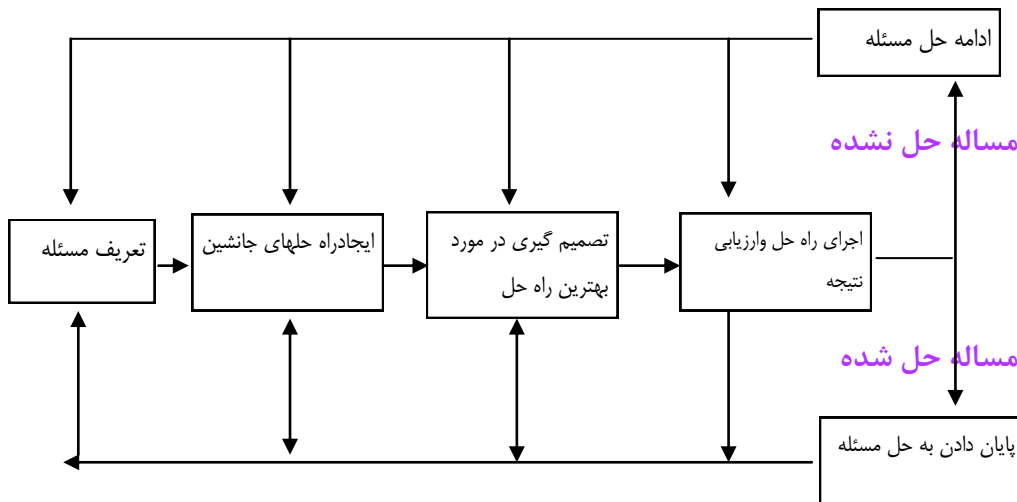 ادامه حل مسئله
مساله حل نشده
تعریف مسئله
ایجادراه حلهای جانشین
تصمیم گیری در مورد
بهترین راه حل
اجرای راه حل وارزیابی
نتیجه
مساله حل شده
پایان دادن به حل مسئله